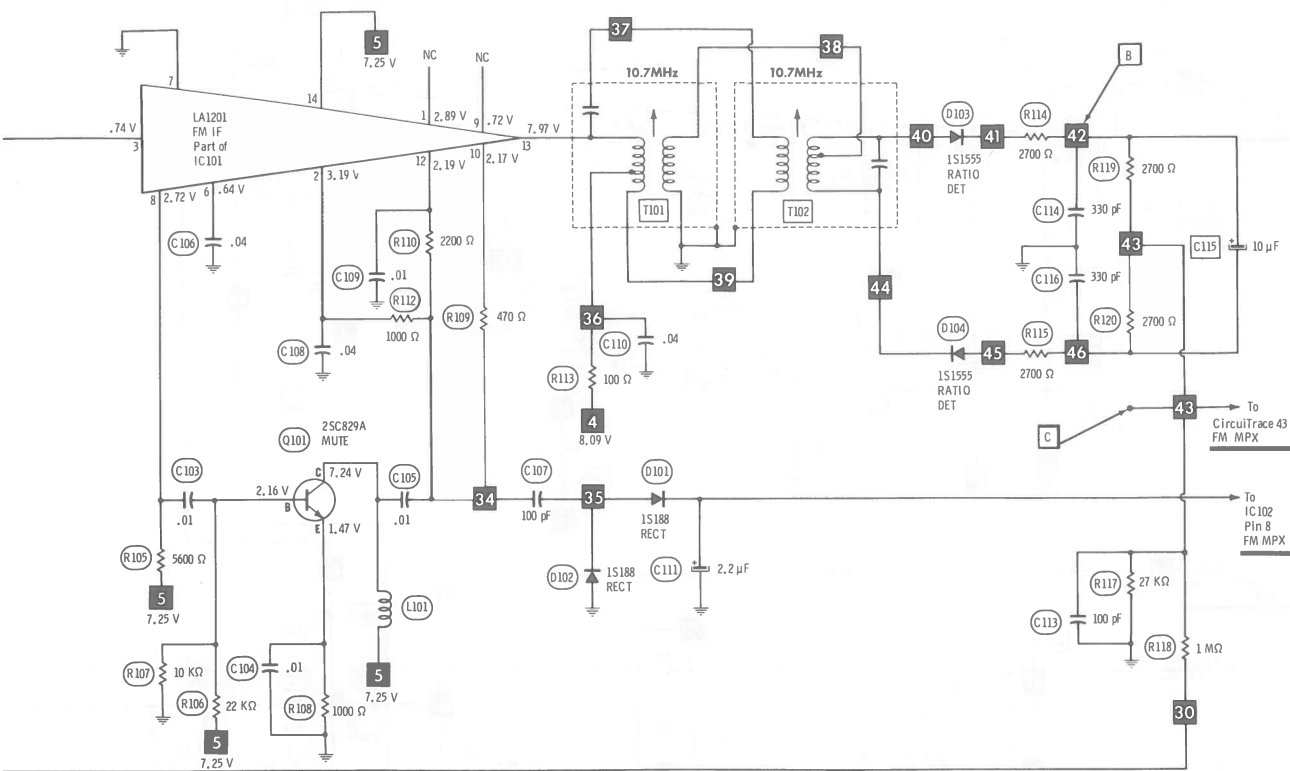 37
38
B
5
7.25 V
NC
NC
10.7MHz
10.7MHz
7
14
LA1201
FM IF
Part of
IC101
.74 V
3
1
2.89 V
9
.72 V
7.97 V
13
12
2.19 V
10
2.17 V
2
3.19 V
8
2.72 V
6
.64 V
T101
T102
40
D103
1S1555
RATIO
DET
41
R114
2700 Ω
42
R119
2700 Ω
C114
330 pF
43
C115
+
10 µF
C116
330 pF
R120
2700 Ω
C106
.04
C109
.01
R110
2200 Ω
R112
1000 Ω
R109
470 Ω
C108
.04
39
44
36
C110
.04
R113
100 Ω
4
8.09 V
D104
1S1555
RATIO
DET
45
R115
2700 Ω
46
C
43
To
CircuiTrace 43
FM MPX
2SC829A
MUTE
Q101
C
7.24 V
2.16 V
B
E
1.47 V
C103
.01
C105
.01
34
C107
100 pF
35
D101
1S188
RECT
To
IC102
Pin 8
FM MPX
R105
5600 Ω
5
7.25 V
D102
1S188
RECT
C111
+
2.2 µF
L101
5
7.25 V
R107
10 KΩ
R106
22 KΩ
5
7.25 V
C104
.01
R108
1000 Ω
R117
27 KΩ
C113
100 pF
R118
1 MΩ
30